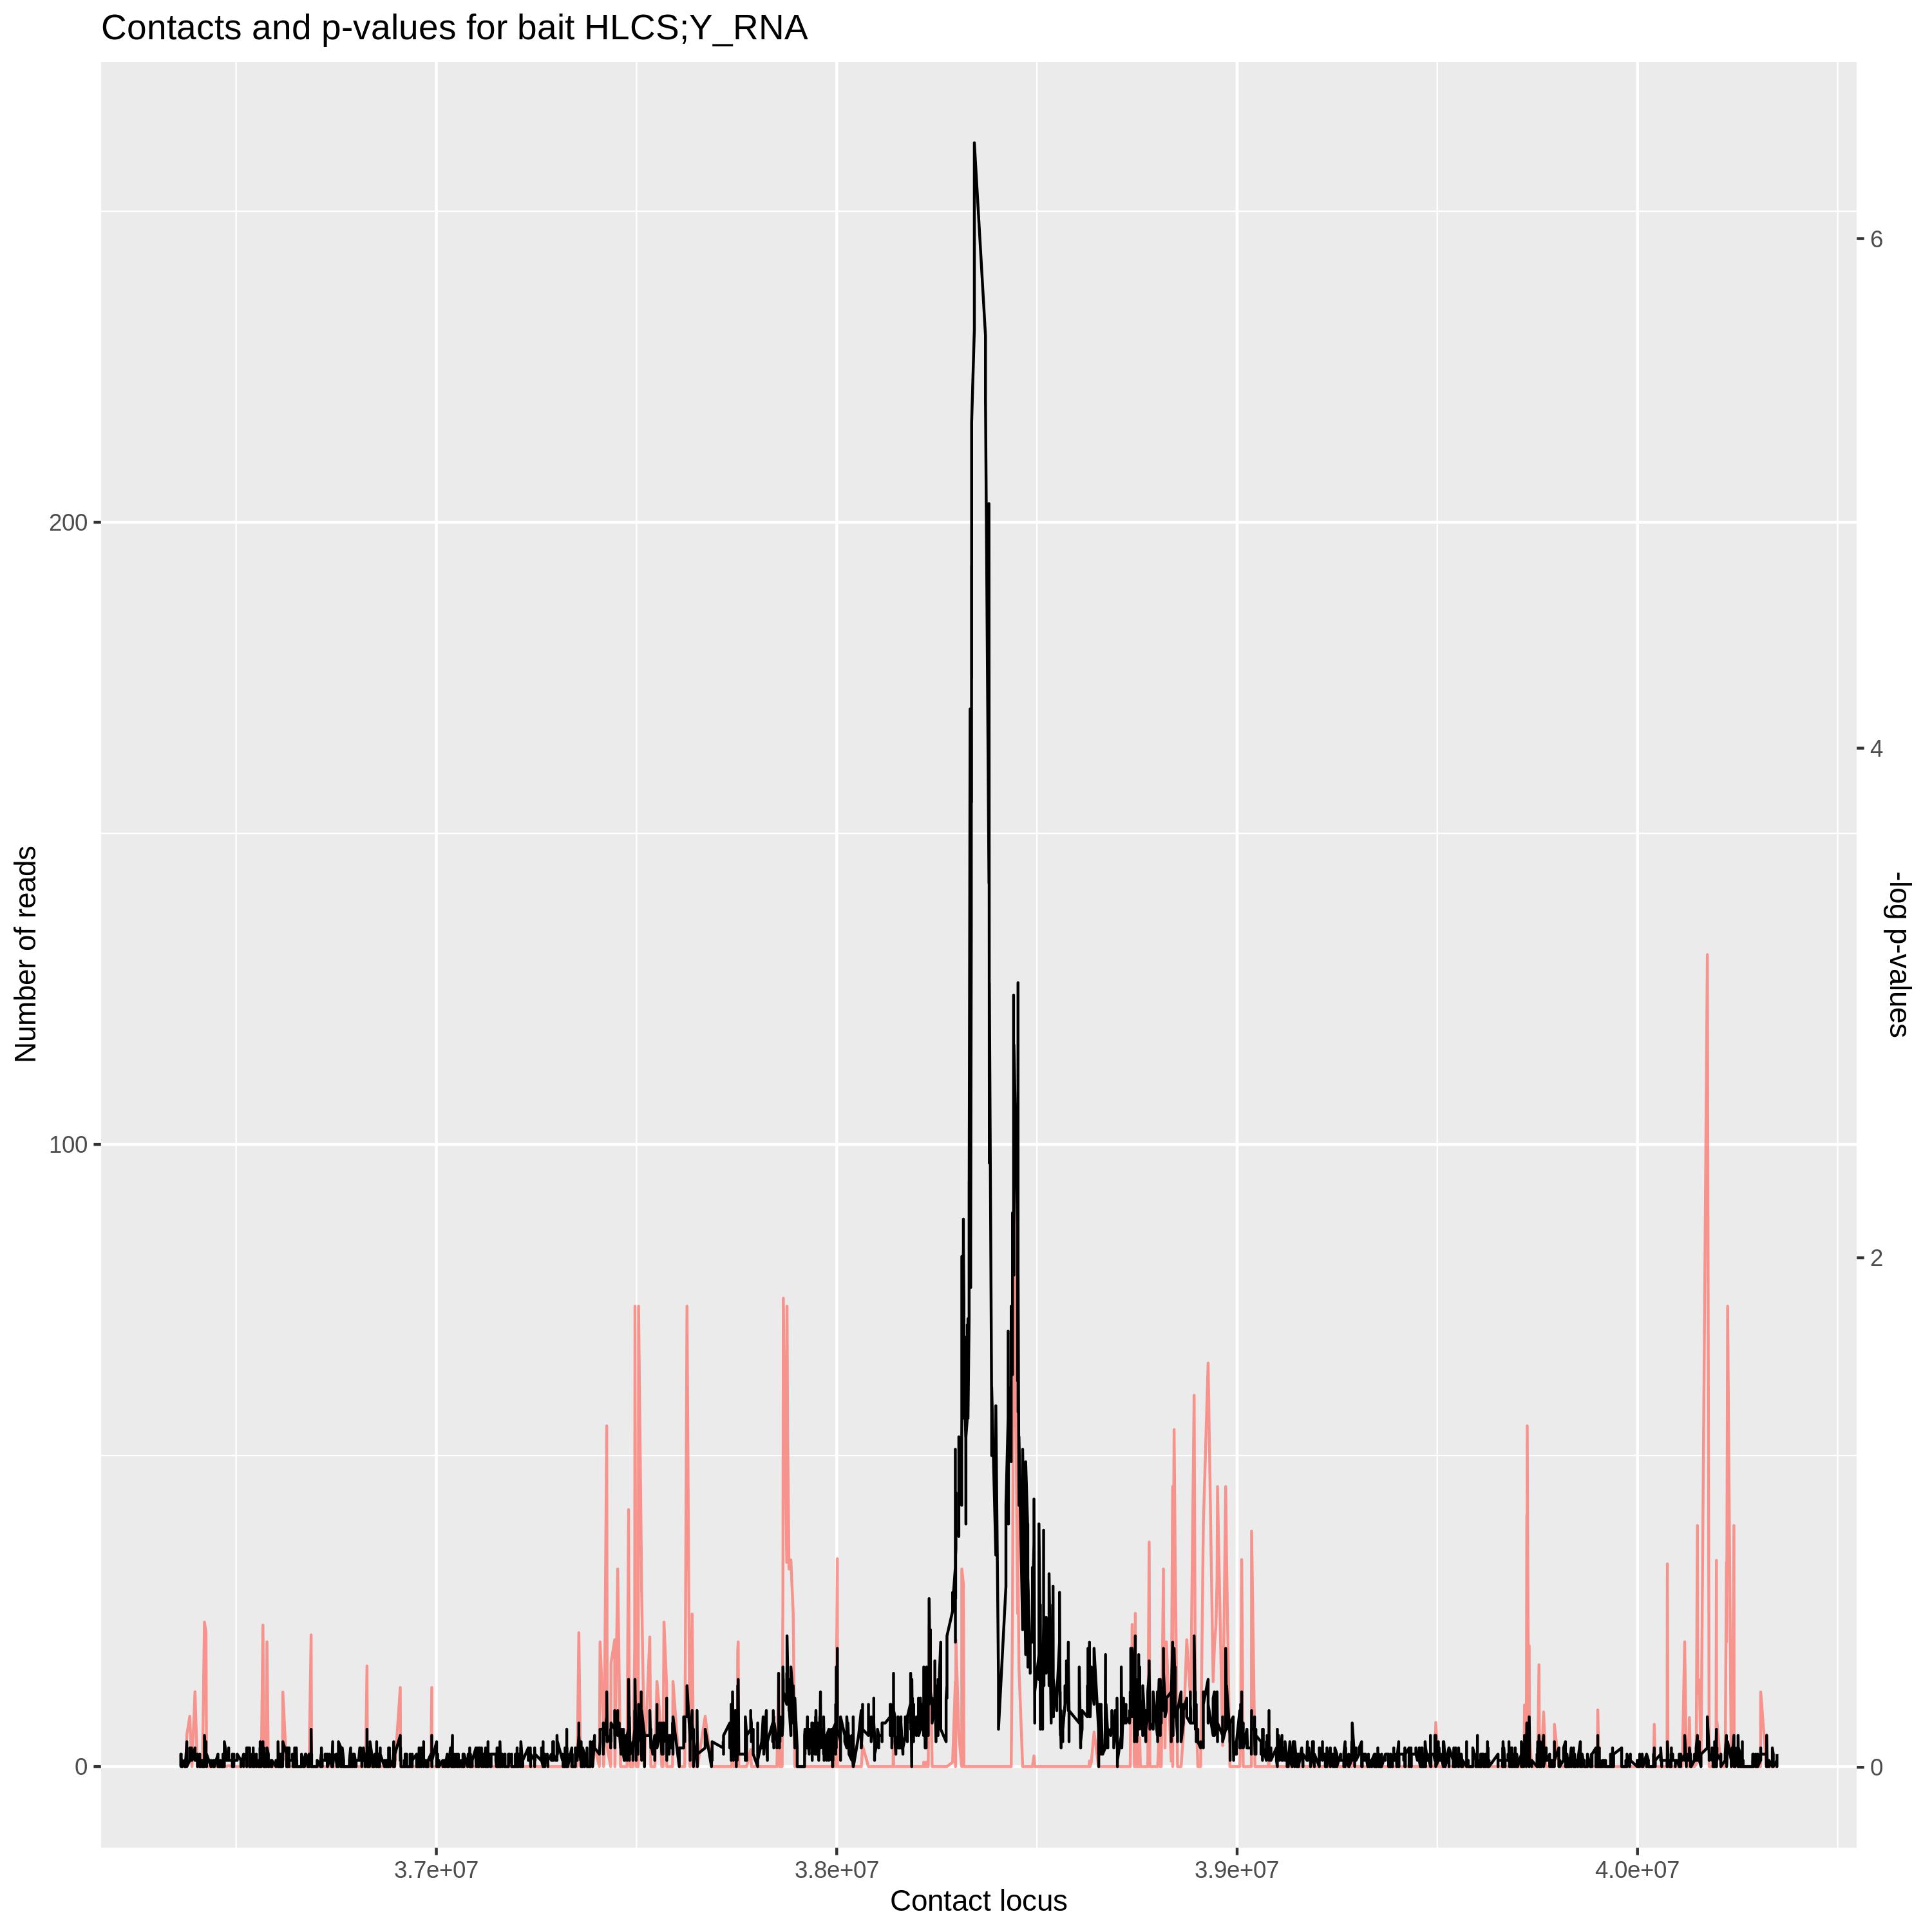 Contacts and p-values for bait HLCS;Y_RNA
Number of reads
200
100
0
6
4
2
0
-log p-values
3.7e+07
3.8e+07
3.9e+07
4.0e+07
Contact locus